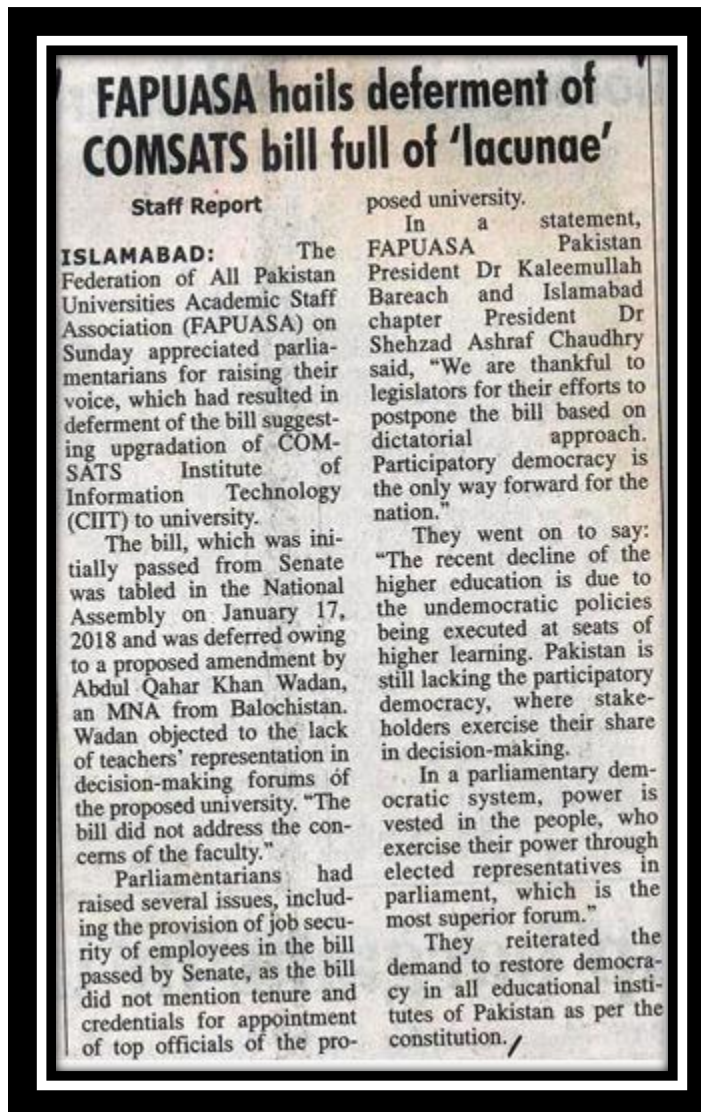 FAPUASA hails deferment of
COMSATS bill full of ‘lacunae’
Staff Report
ISLAMABAD: The
Federation of All Pakistan
Universities Academic Staff
Association (FAPUASA) on
Sunday appreciated parlia-
mentarians for raising their
voice, which had resulted in
deferment of the bill suggest-
ing upgradation of COM-
SATS Institute of
Information Technology
(CIIT) to university.
The bill, which was ini-
tially passed from Senate
was tabled in the National
Assembly on January 17,
2018 and was deferred owing
to a proposed amendment by
Abdul Qahar Khan Wadan,
an MNA from Balochistan.
Wadan objected to the lack
of teachers’ representation in
decision-making forums of
the proposed university. “The
bill did not address the con-
cerns of the faculty.”
Parliamentarians had
raised several issues, includ-
ing the provision of job secu-
rity of employees in the bill
passed by Senate, as the bill
did not mention tenure and
credentials for appointment
of top officials of the pro-
posed university.
In a statement,
FAPUASA Pakistan
President Dr Kaleemullah
Bareach and Islamabad
chapter President Dr
Shehzad Ashraf Chaudhry
said, “We are thankful to
legislators for their efforts to
postpone the bill based on
dictatorial approach.
Participatory democracy is
the only way forward for the
nation.”
They went on to say:
“The recent decline of the
higher education is due to
the undemocratic policies
being executed at seats of
higher learning. Pakistan is
still lacking the participatory
democracy, where stake-
holders exercise their share
in decision-making.
In a parliamentary dem-
ocratic system, power is
vested in the people, who
exercise their power through
elected representatives in
parliament, which is the
most superior forum.”
They reiterated the
demand to restore democra-
cy in all educational insti-
tutes of Pakistan as per the
constitution.